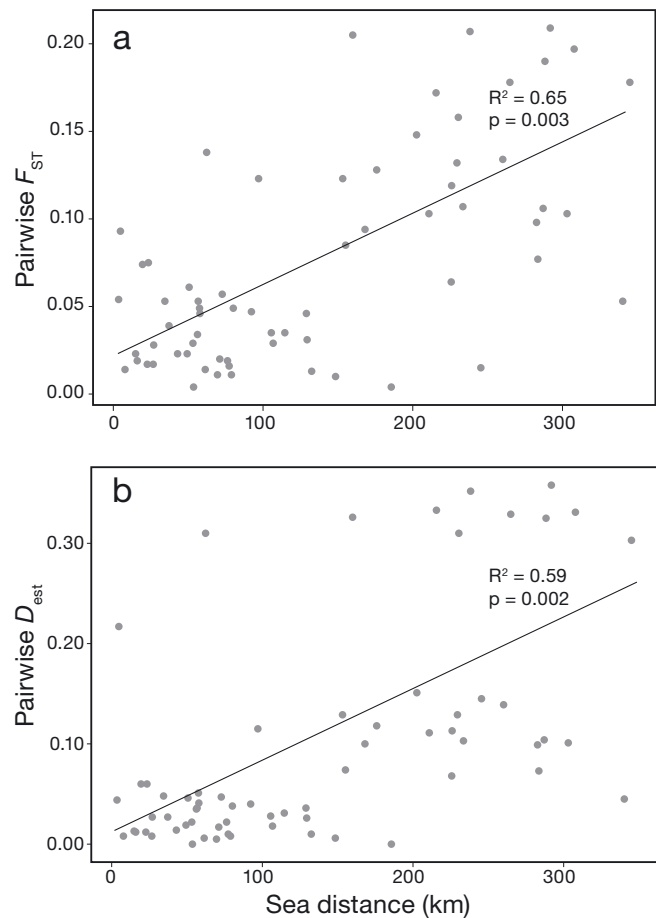 a
0.20
R² = 0.65
p = 0.003
0.15
Pairwise F_ST
0.10
0.05
0.00
0 100 200 300
b
0.30
R² = 0.59
p = 0.002
Pairwise D_est
0.20
0.10
0.00
0 100 200 300
Sea distance (km)